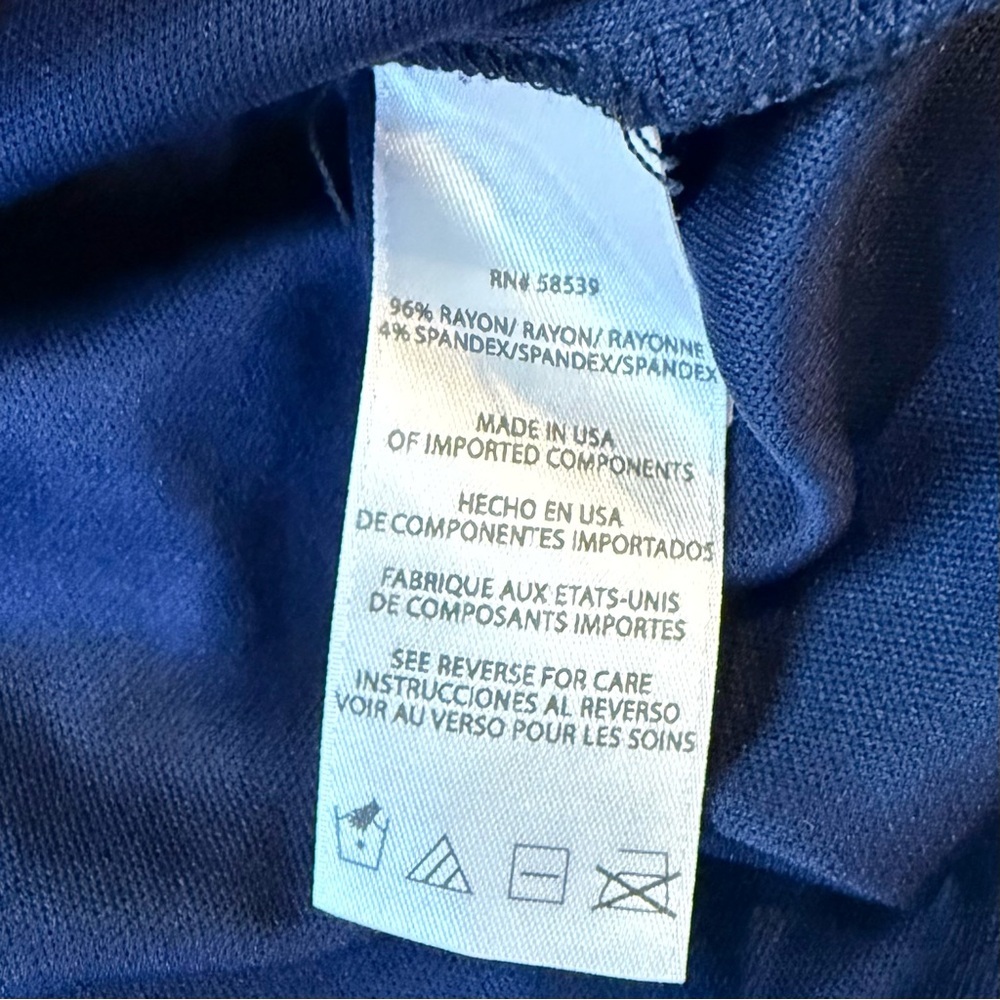 RN# 58539
96% RAYON/ RAYON/ RAYONNE
4% SPANDEX/SPANDEX/SPANDEX
MADE IN USA
OF IMPORTED COMPONENTS
HECHO EN USA
DE COMPONENTES IMPORTADOS
FABRIQUE AUX ETATS-UNIS
DE COMPOSANTS IMPORTES
SEE REVERSE FOR CARE
INSTRUCCIONES AL REVERSO
VOIR AU VERSO POUR LES SOINS